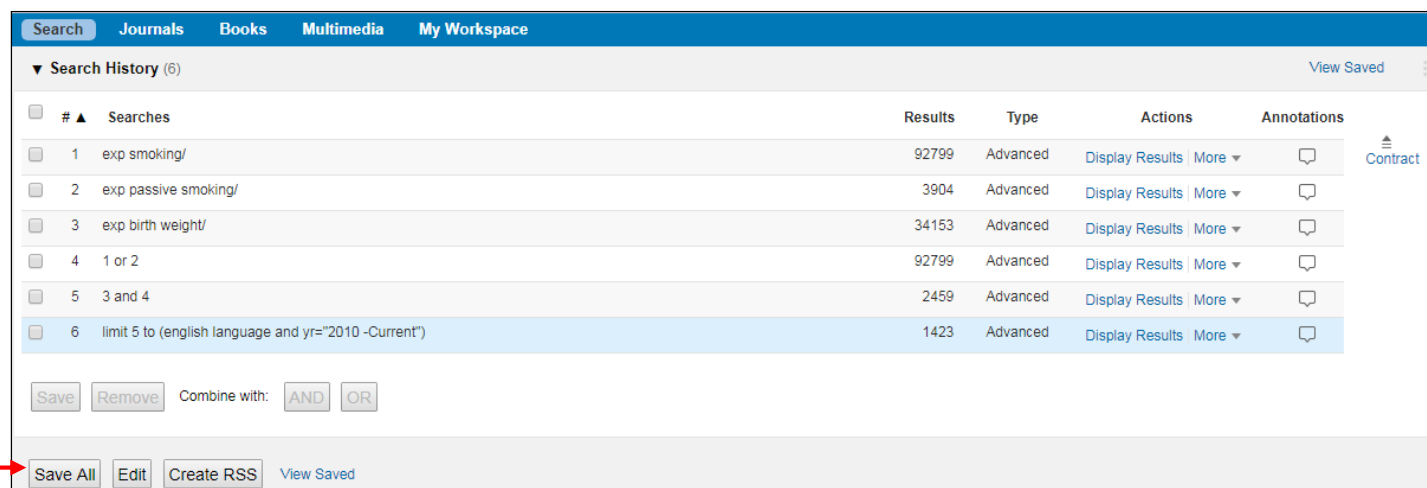 Search Journals Books Multimedia My Workspace
▼ Search History (6) View Saved
# ▲ Searches Results Type Actions Annotations
Contract
1 exp smoking/ 92799 Advanced Display Results More ▼
2 exp passive smoking/ 3904 Advanced Display Results More ▼
3 exp birth weight/ 34153 Advanced Display Results More ▼
4 1 or 2 92799 Advanced Display Results More ▼
5 3 and 4 2459 Advanced Display Results More ▼
6 limit 5 to (english language and yr="2010 -Current") 1423 Advanced Display Results More ▼
Save Remove Combine with: AND OR
Save All Edit Create RSS View Saved